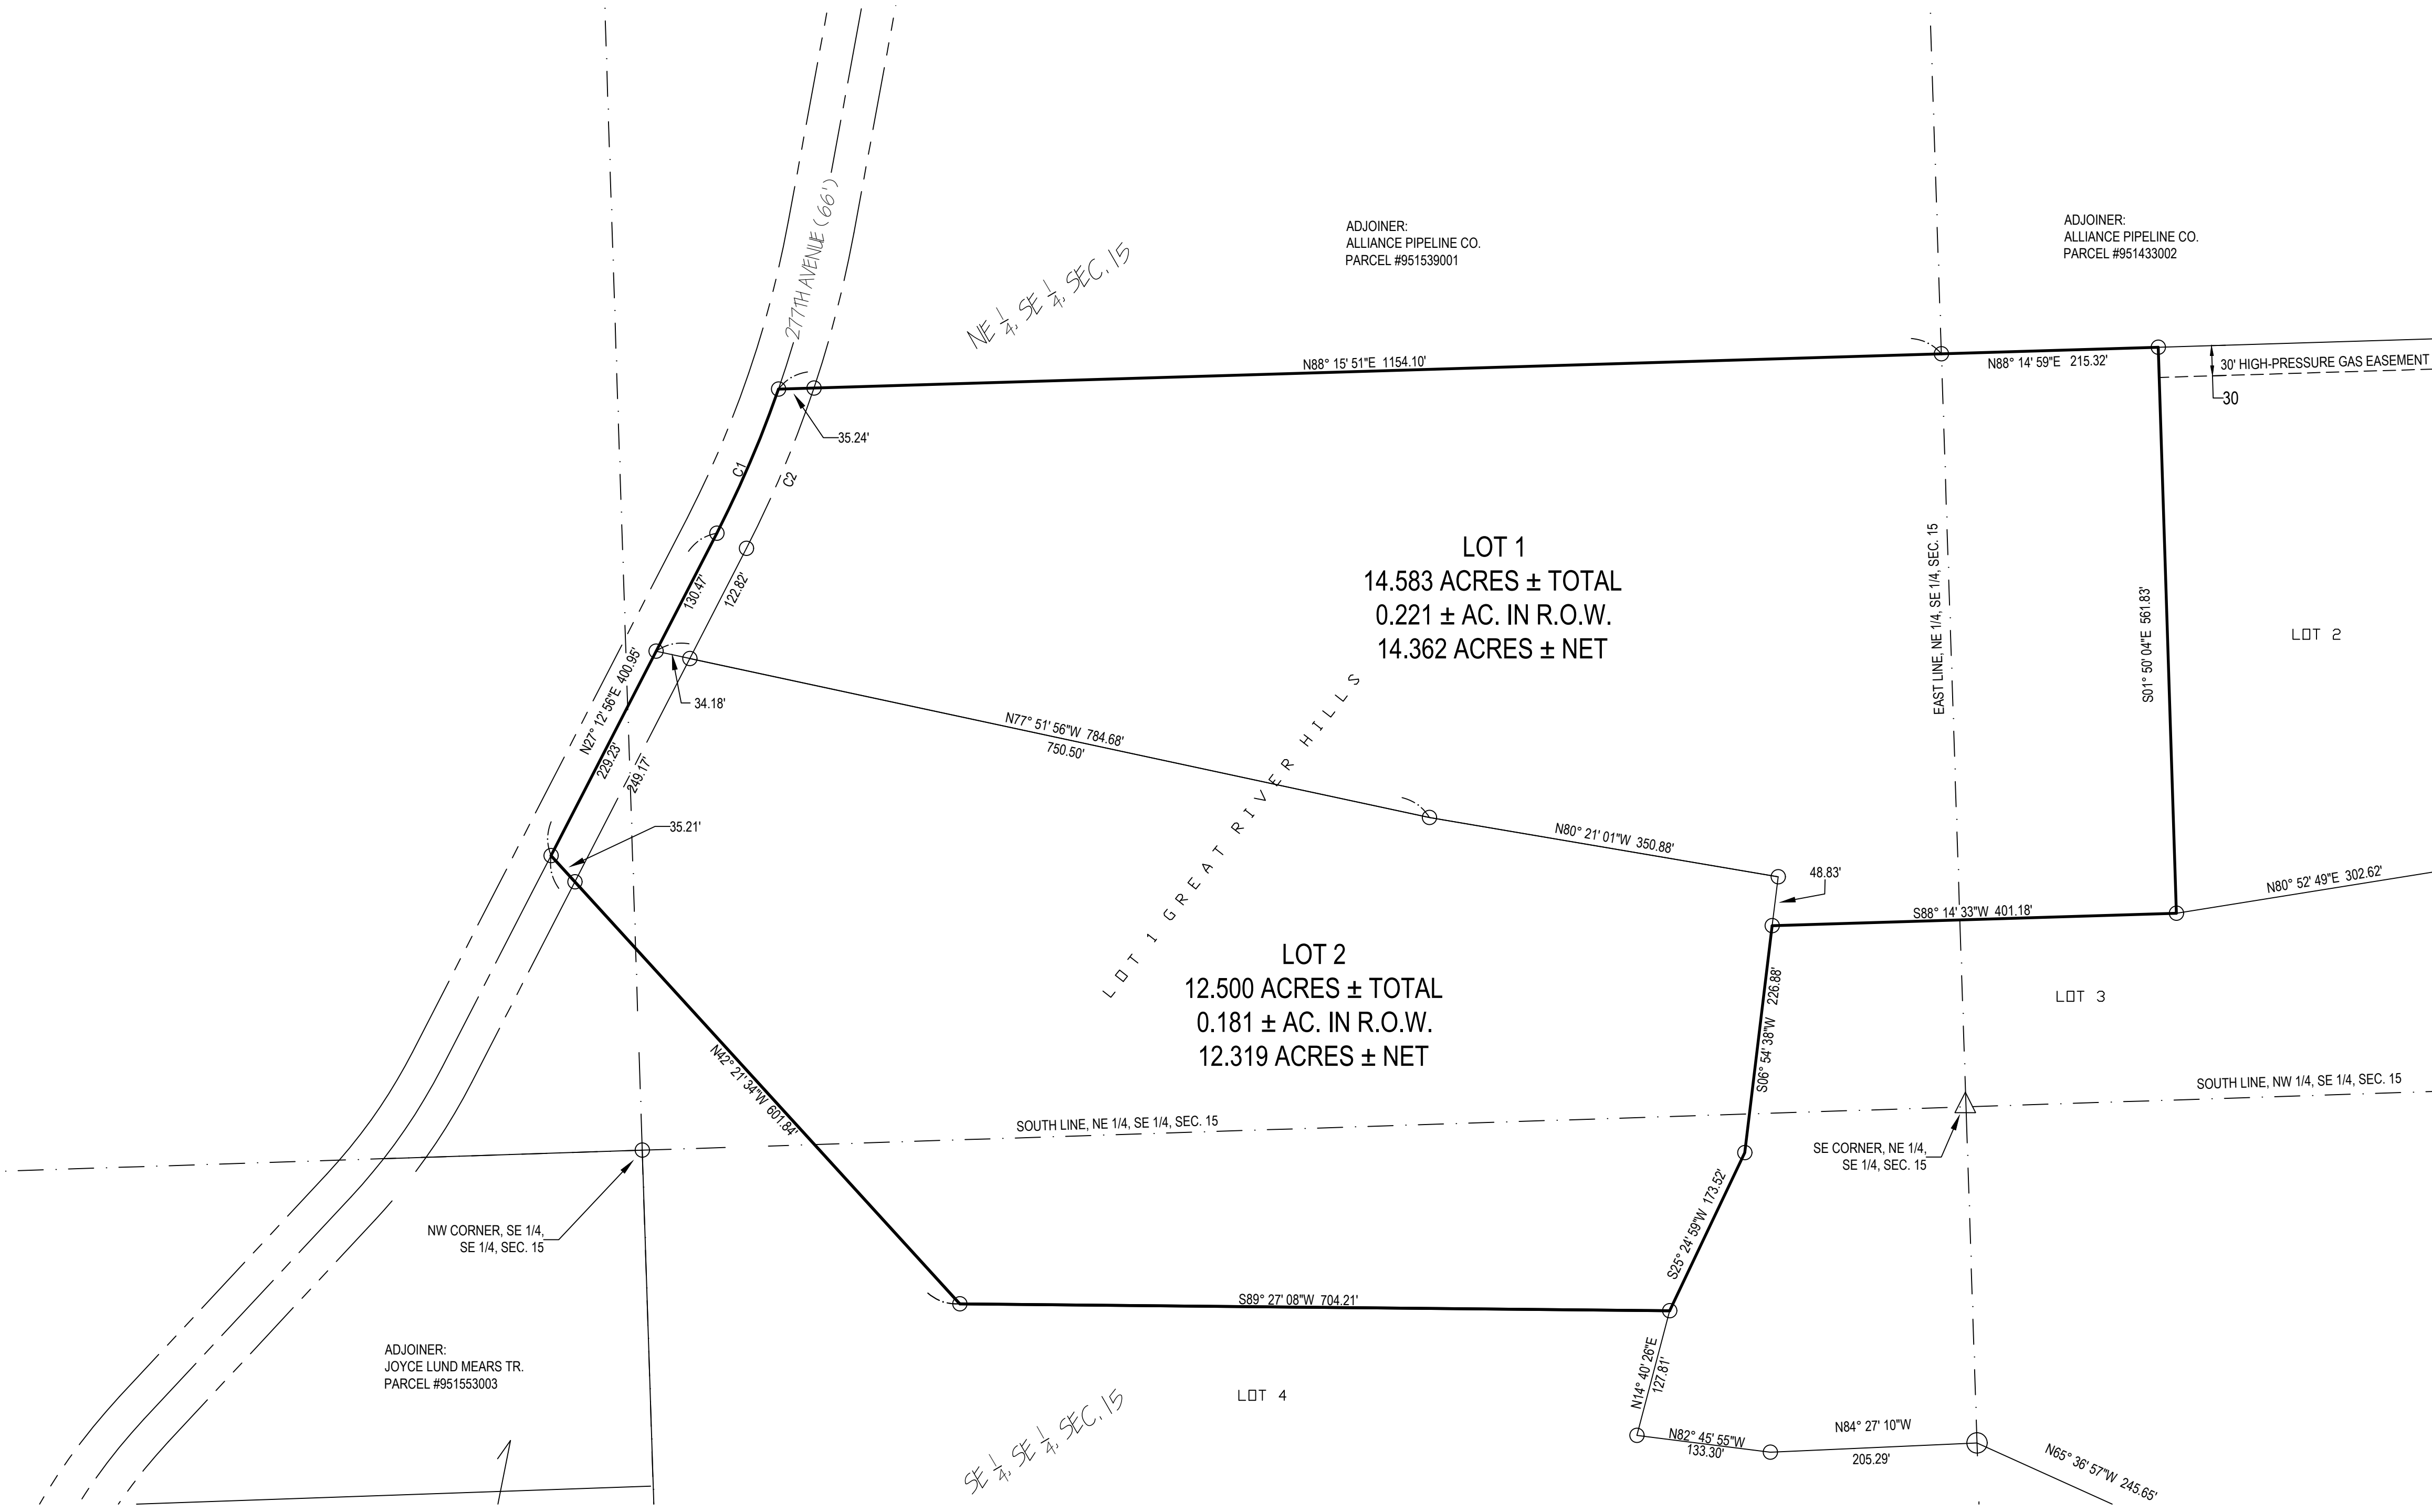 277TH AVENUE (66')
NE 1/4, SE 1/4, SEC. 15
ADJOINER:
ALLIANCE PIPELINE CO.
PARCEL #951539001
ADJOINER:
ALLIANCE PIPELINE CO.
PARCEL #951433002
N88° 15' 51"E 1154.10'
N88° 14' 59"E 215.32'
30' HIGH-PRESSURE GAS EASEMENT
30
35.24'
C1
C2
130.47'
122.82'
LOT 1
14.583 ACRES ± TOTAL
0.221 ± AC. IN R.O.W.
14.362 ACRES ± NET
EAST LINE, NE 1/4, SE 1/4, SEC. 15
S01° 50' 04"E 561.83'
LOT 2
N27° 12' 56"E 400.95'
229.23'
249.17'
34.18'
N77° 51' 56"W 784.68'
750.50'
LOT 1 GREAT RIVER HILLS
35.21'
N80° 21' 01"W 350.88'
48.83'
S88° 14' 33"W 401.18'
N80° 52' 49"E 302.62'
LOT 2
12.500 ACRES ± TOTAL
0.181 ± AC. IN R.O.W.
12.319 ACRES ± NET
S06° 54' 38"W 226.88'
LOT 3
N42° 21' 34"W 601.84'
SOUTH LINE, NE 1/4, SE 1/4, SEC. 15
SOUTH LINE, NW 1/4, SE 1/4, SEC. 15
SE CORNER, NE 1/4,
SE 1/4, SEC. 15
NW CORNER, SE 1/4,
SE 1/4, SEC. 15
S25° 24' 59"W 173.52'
S89° 27' 08"W 704.21'
ADJOINER:
JOYCE LUND MEARS TR.
PARCEL #951553003
LOT 4
SE 1/4, SE 1/4, SEC. 15
N14° 40' 26"E
127.81'
N82° 45' 55"W
133.30'
N84° 27' 10"W
205.29'
N65° 36' 57"W 245.65'